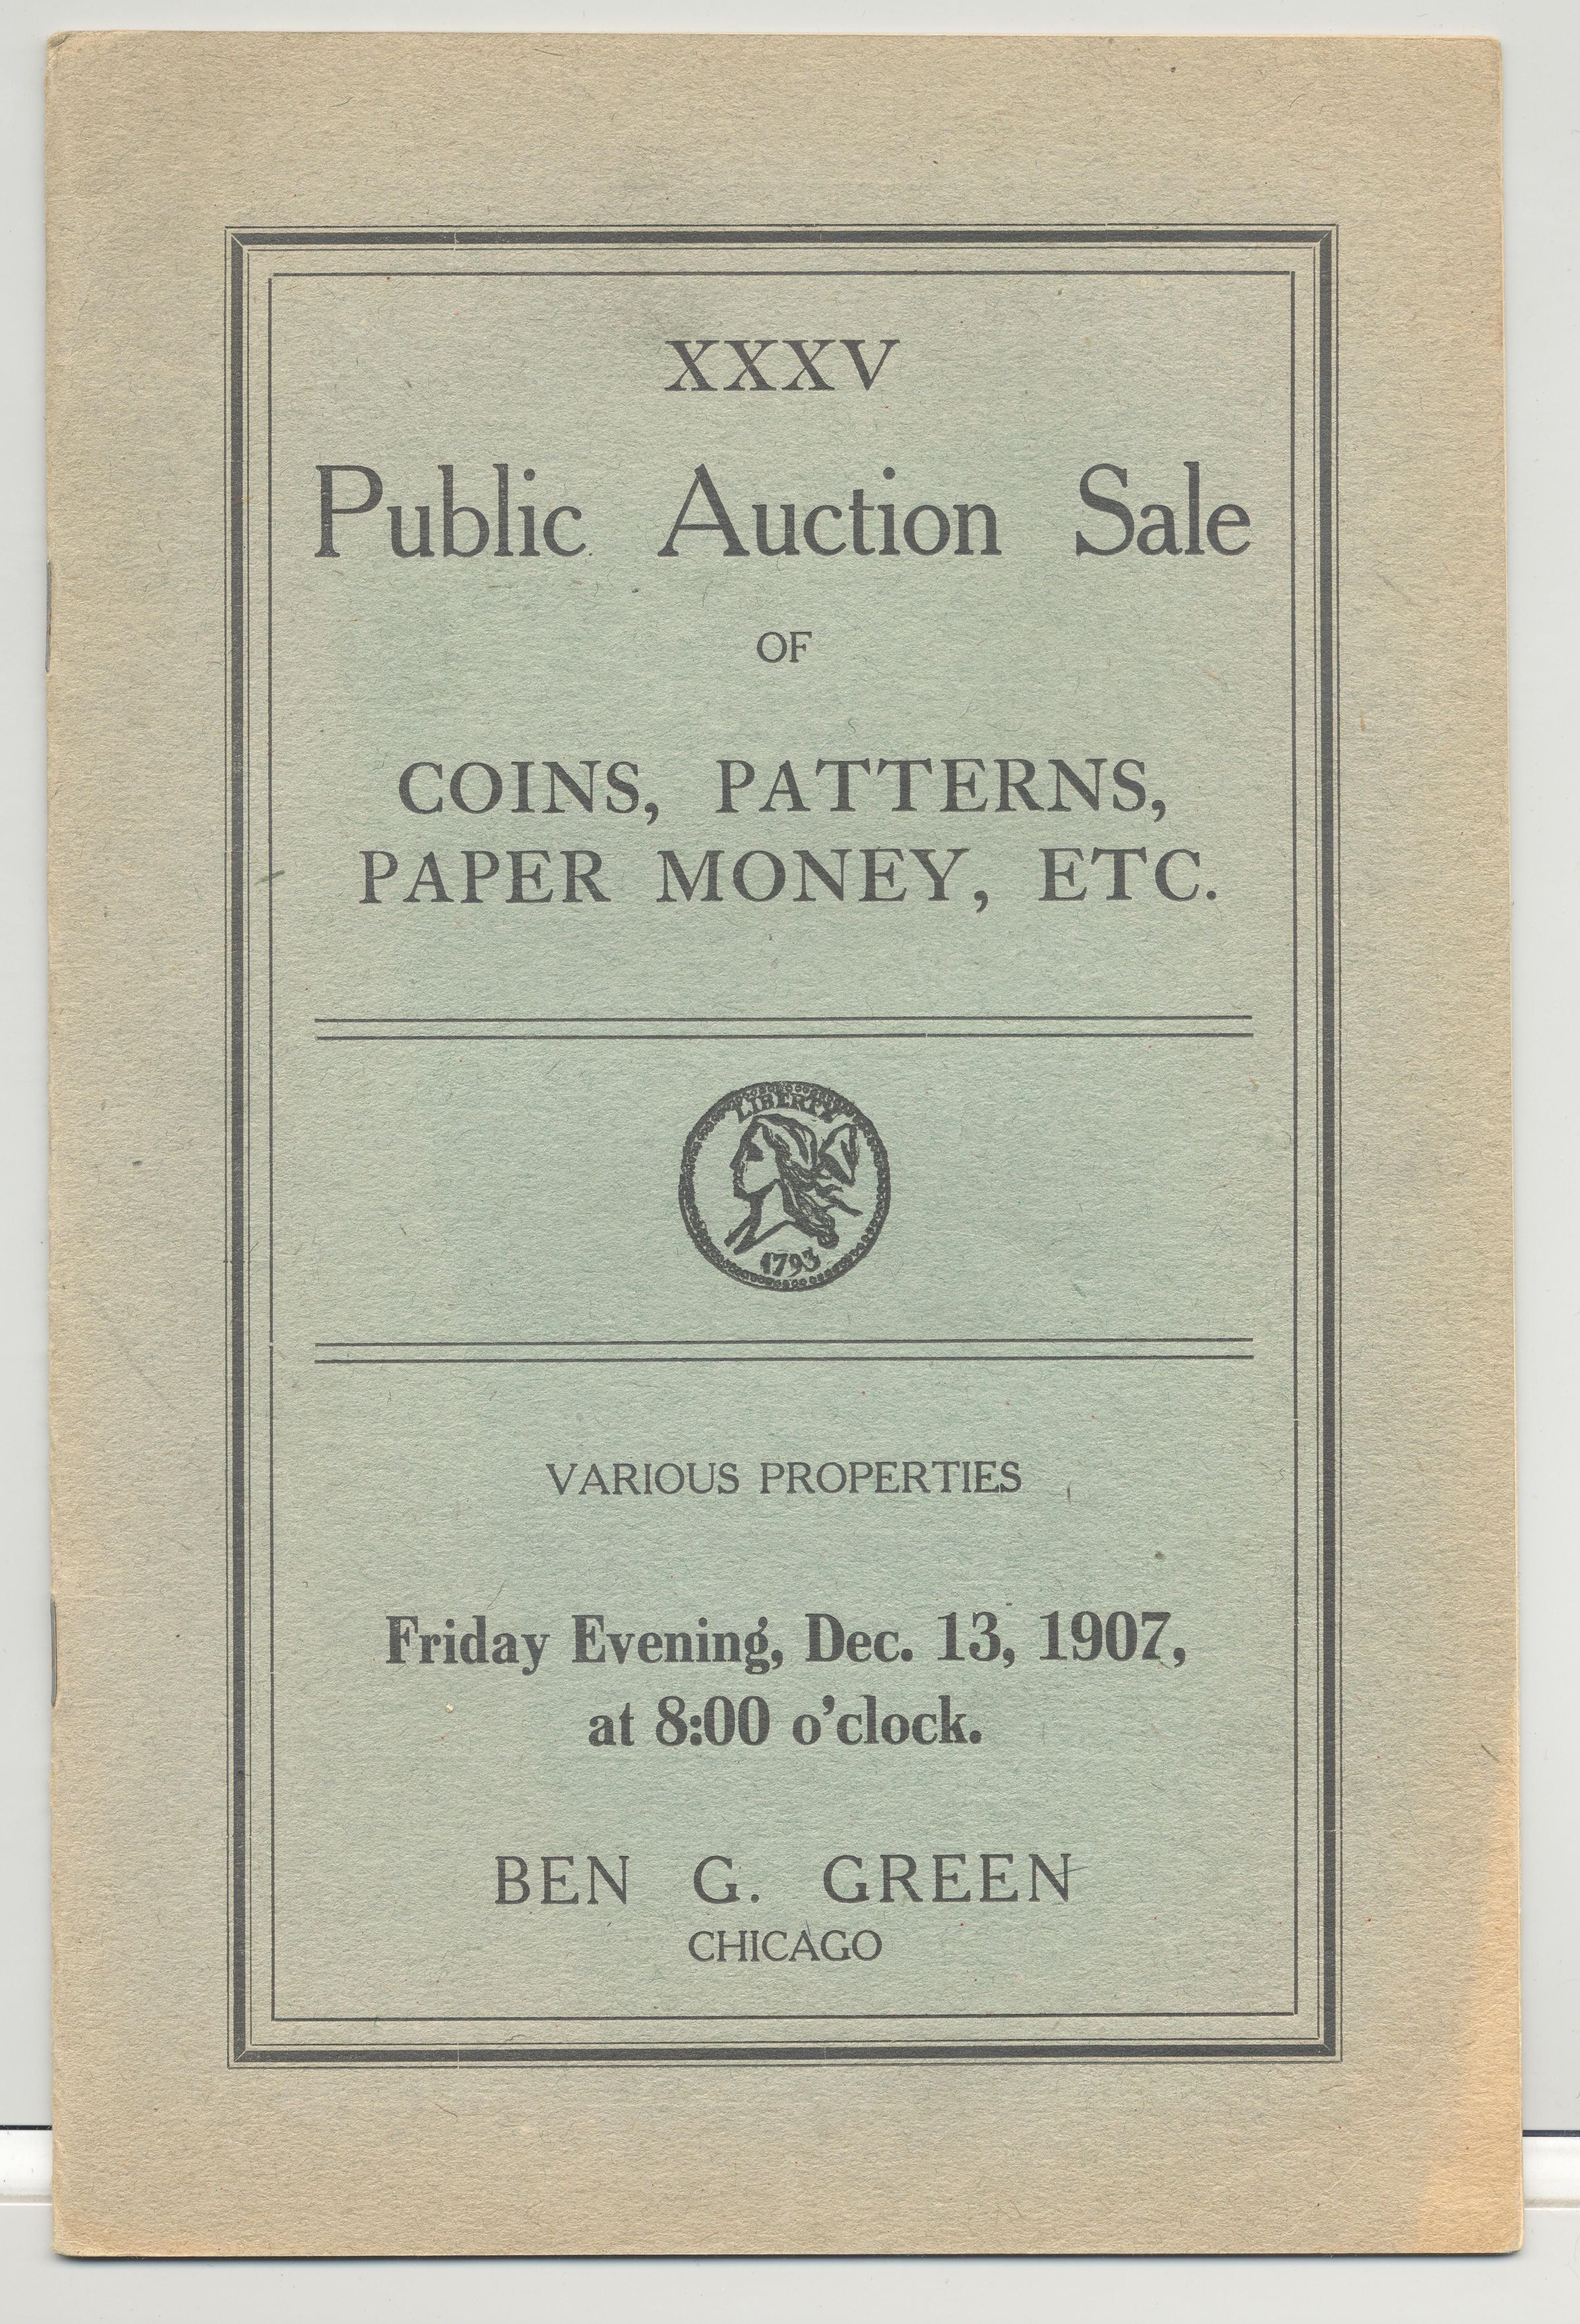 XXXV
Public Auction Sale
OF
COINS, PATTERNS,
PAPER MONEY, ETC.
LIBERTY
1793
VARIOUS PROPERTIES
Friday Evening, Dec. 13, 1907,
at 8:00 o'clock.
BEN G. GREEN
CHICAGO